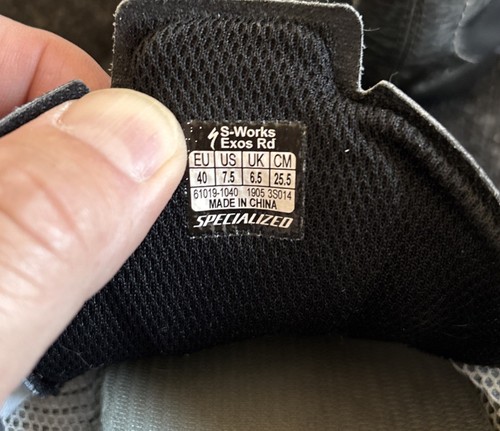 S-Works
Exos Rd
EU US UK CM
40 7.5 6.5 25.5
61019-1040 1905 3S014
MADE IN CHINA
SPECIALIZED